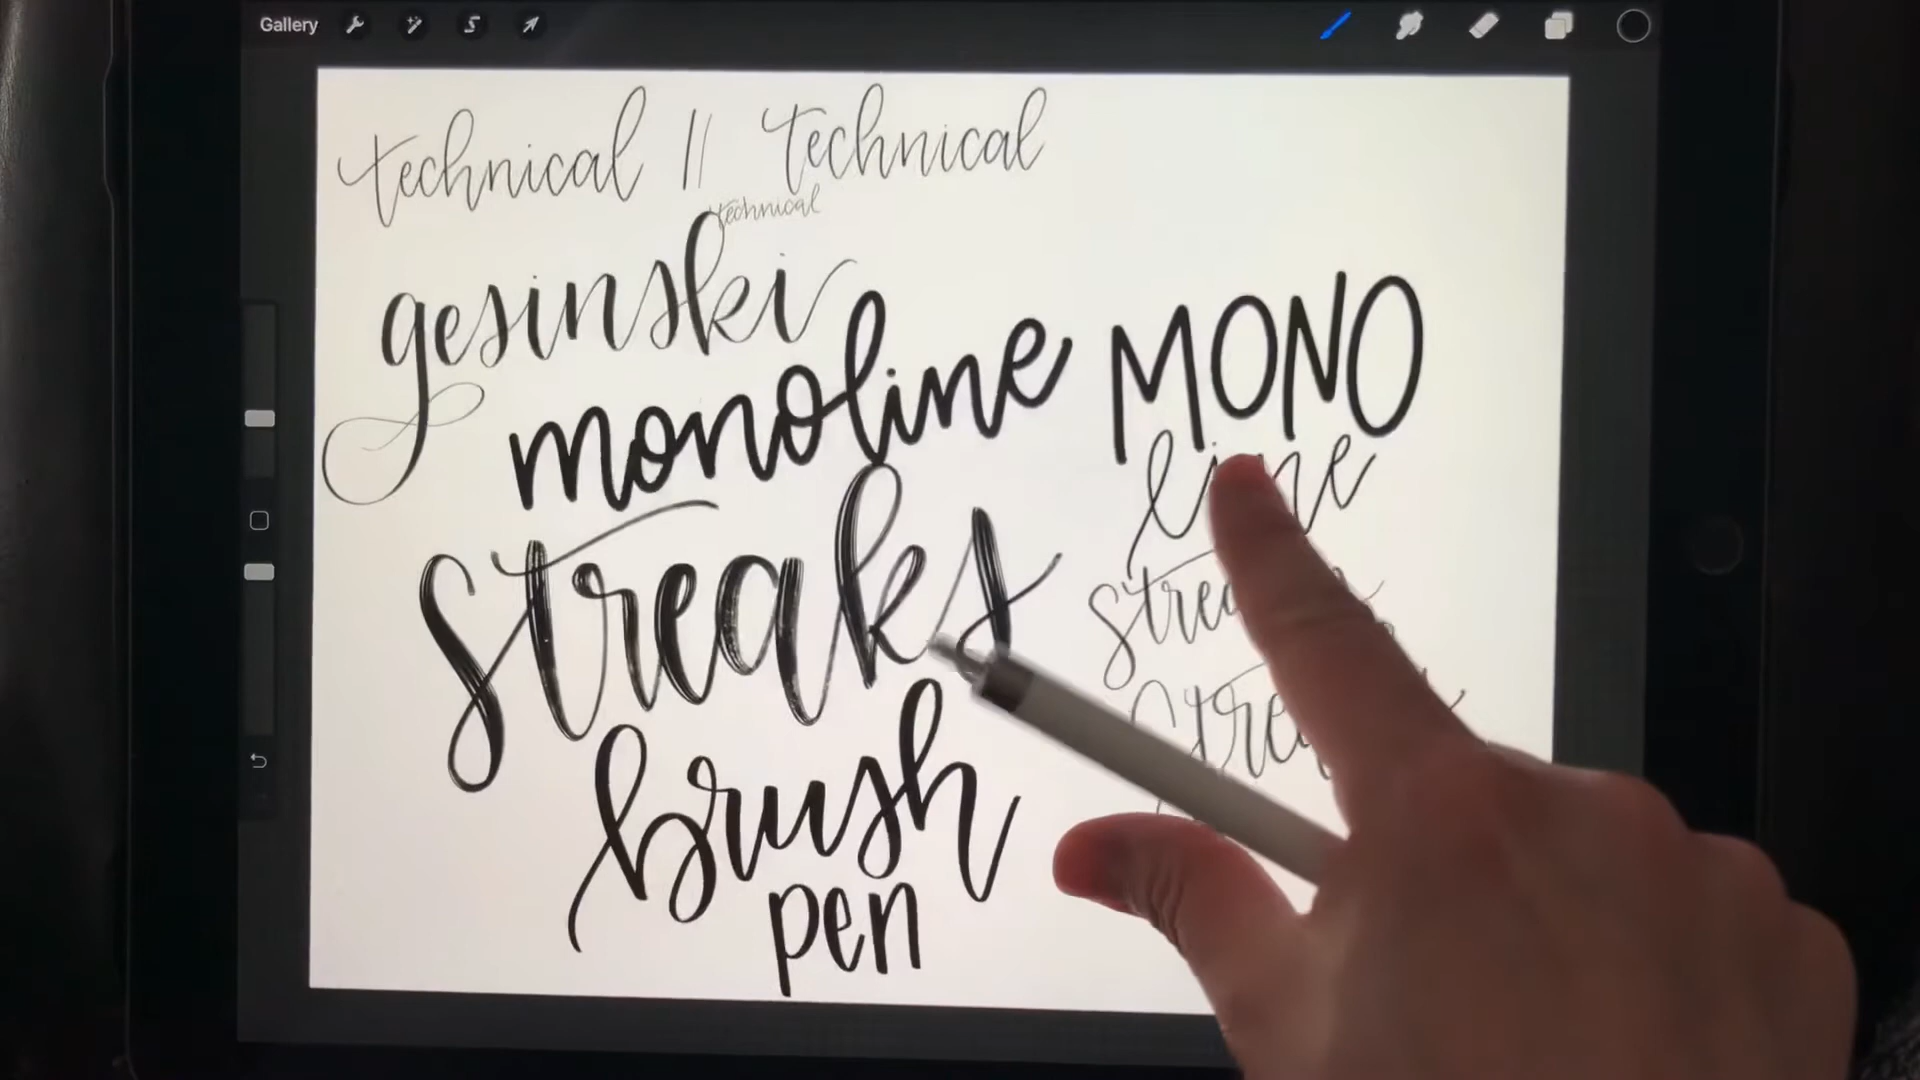 Gallery
technical || technical
technical
gesinski
monoline MONO
line
streaks
brush
pen